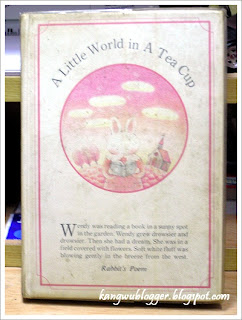 A Little World in A Tea Cup
Wendy was reading a book in a sunny spot
in the garden. Wendy grew drowsier and
drowsier. Then she had a dream. She was in a
field covered with flowers. Soft white fluff was
blowing gently in the breeze from the west.
Rabbit's Poem
kangwublogger.blogspot.com